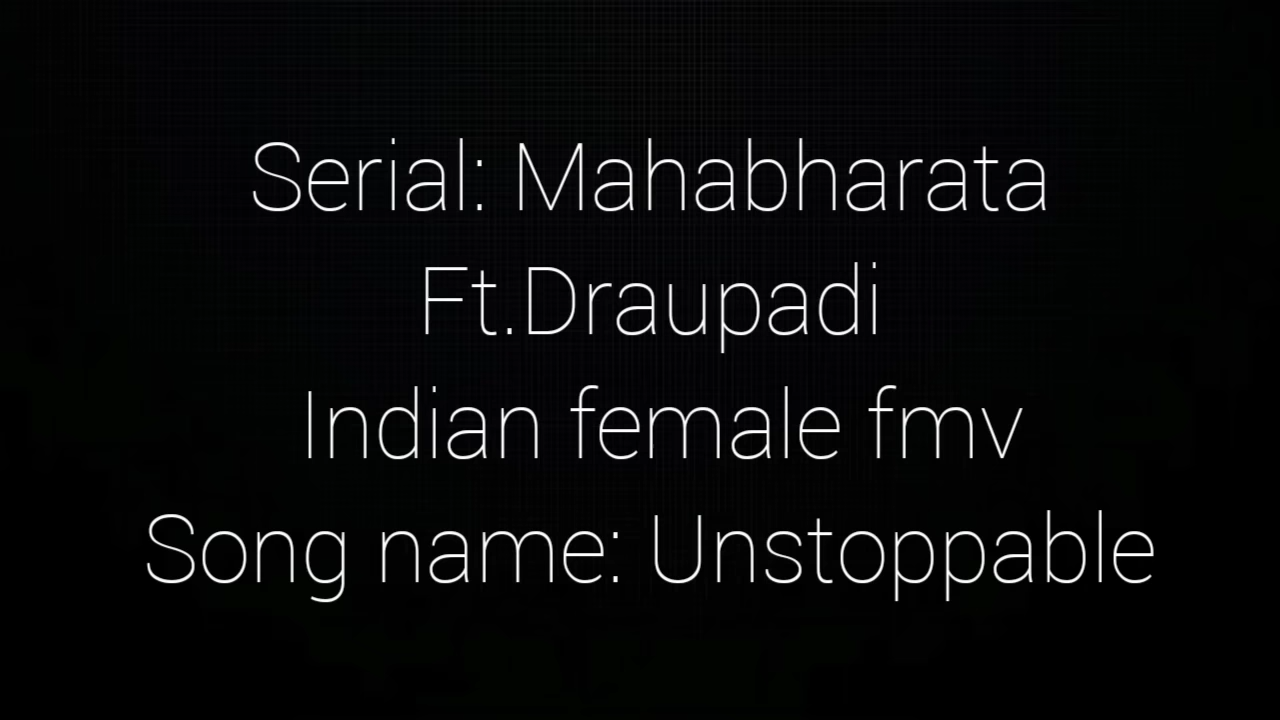 Serial: Mahabharata
Ft.Draupadi
Indian female fmv
Song name: Unstoppable